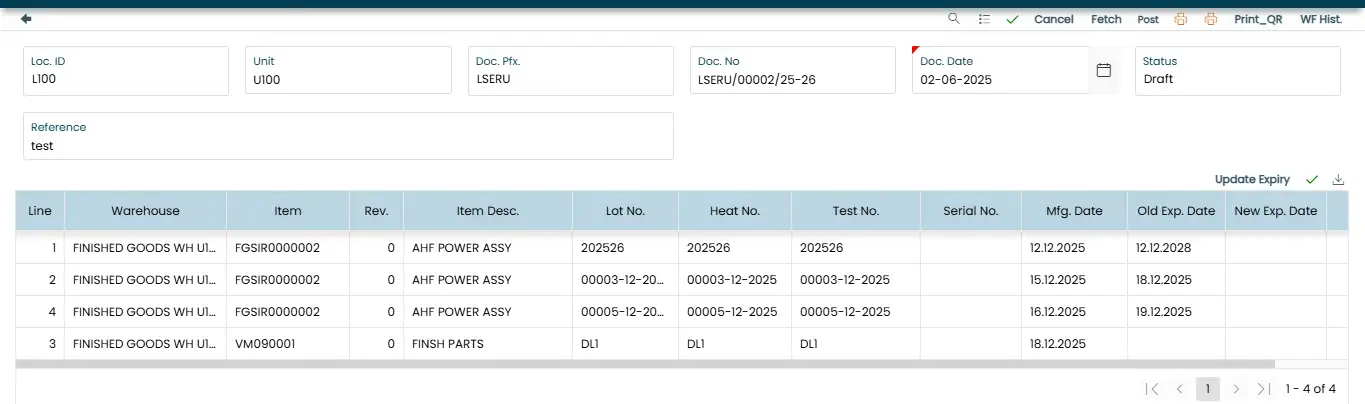 Cancel Fetch Post Print_QR WF Hist.
Loc. ID Unit Doc. Pfx. Doc. No Doc. Date Status
L100 U100 LSERU LSERU/00002/25-26 02-06-2025 Draft
Reference
test
Update Expiry
Line Warehouse Item Rev. Item Desc. Lot No. Heat No. Test No. Serial No. Mfg. Date Old Exp. Date New Exp. Date
1 FINISHED GOODS WH U1... FGSIR0000002 0 AHF POWER ASSY 202526 202526 202526 12.12.2025 12.12.2028
2 FINISHED GOODS WH U1... FGSIR0000002 0 AHF POWER ASSY 00003-12-20... 00003-12-2025 00003-12-2025 15.12.2025 18.12.2025
4 FINISHED GOODS WH U1... FGSIR0000002 0 AHF POWER ASSY 00005-12-20... 00005-12-2025 00005-12-2025 16.12.2025 19.12.2025
3 FINISHED GOODS WH U1... VM090001 0 FINSH PARTS DL1 DL1 DL1 18.12.2025
1 1 - 4 of 4